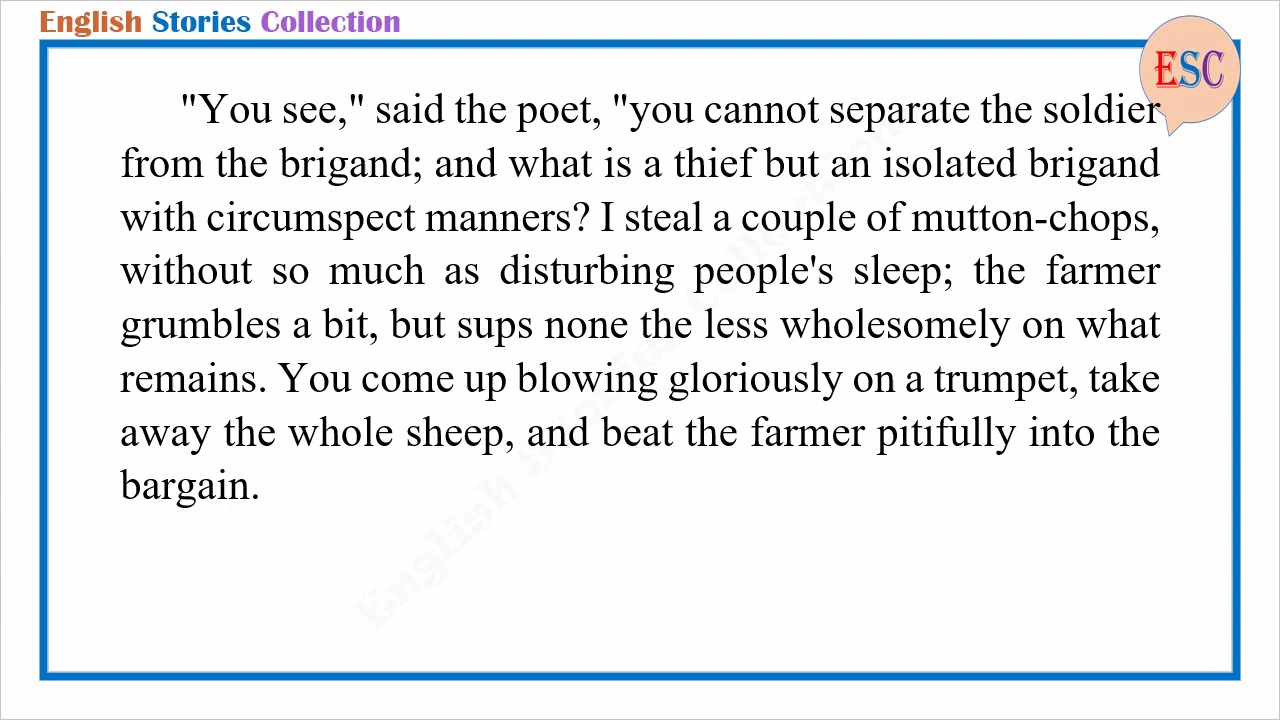 English Stories Collection
ESC
"You see," said the poet, "you cannot separate the soldier
from the brigand; and what is a thief but an isolated brigand
with circumspect manners? I steal a couple of mutton-chops,
without so much as disturbing people's sleep; the farmer
grumbles a bit, but sups none the less wholesomely on what
remains. You come up blowing gloriously on a trumpet, take
away the whole sheep, and beat the farmer pitifully into the
bargain.